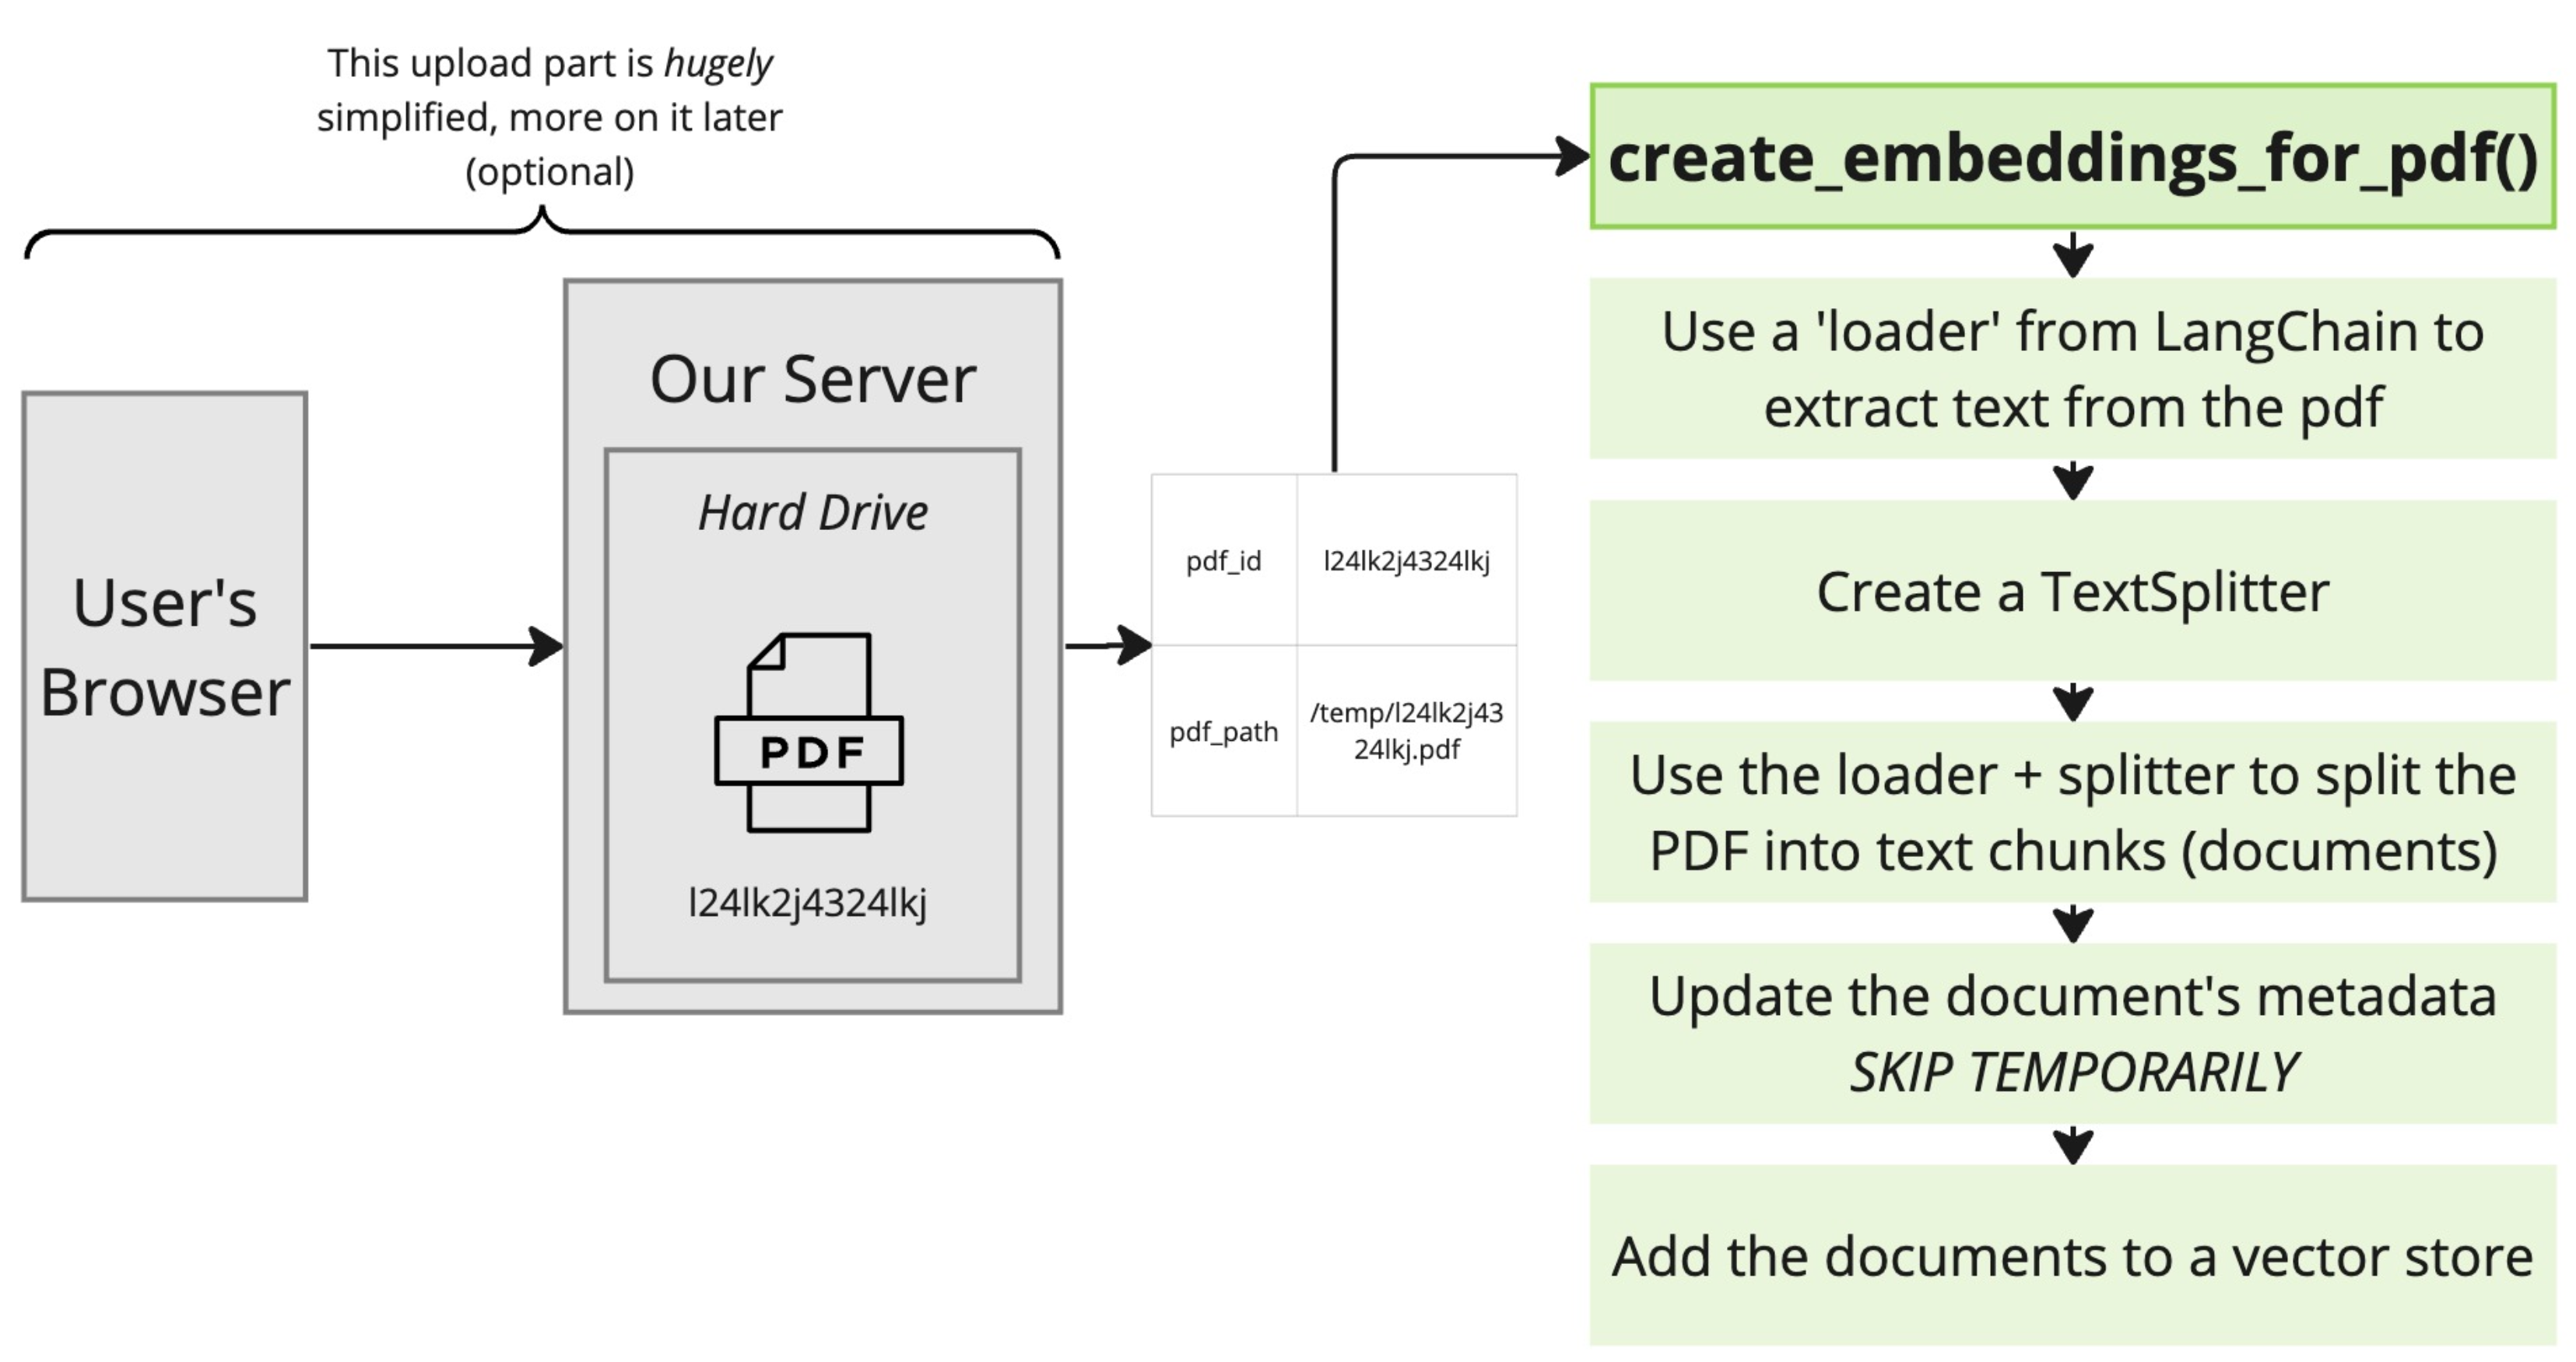 This upload part is hugely
simplified, more on it later
(optional)
User's
Browser
Our Server
Hard Drive
PDF
l24lk2j4324lkj
pdf_id
l24lk2j4324lkj
pdf_path
/temp/l24lk2j43
24lkj.pdf
create_embeddings_for_pdf()
Use a 'loader' from LangChain to
extract text from the pdf
Create a TextSplitter
Use the loader + splitter to split the
PDF into text chunks (documents)
Update the document's metadata
SKIP TEMPORARILY
Add the documents to a vector store